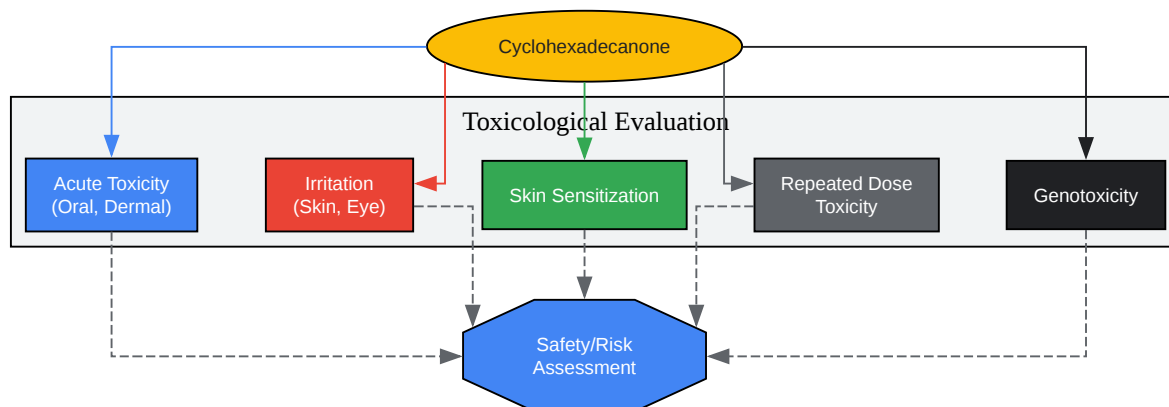 Cyclohexadecanone
Toxicological Evaluation
Acute Toxicity
(Oral, Dermal)
Irritation
(Skin, Eye)
Skin Sensitization
Repeated Dose
Toxicity
Genotoxicity
Safety/Risk
Assessment